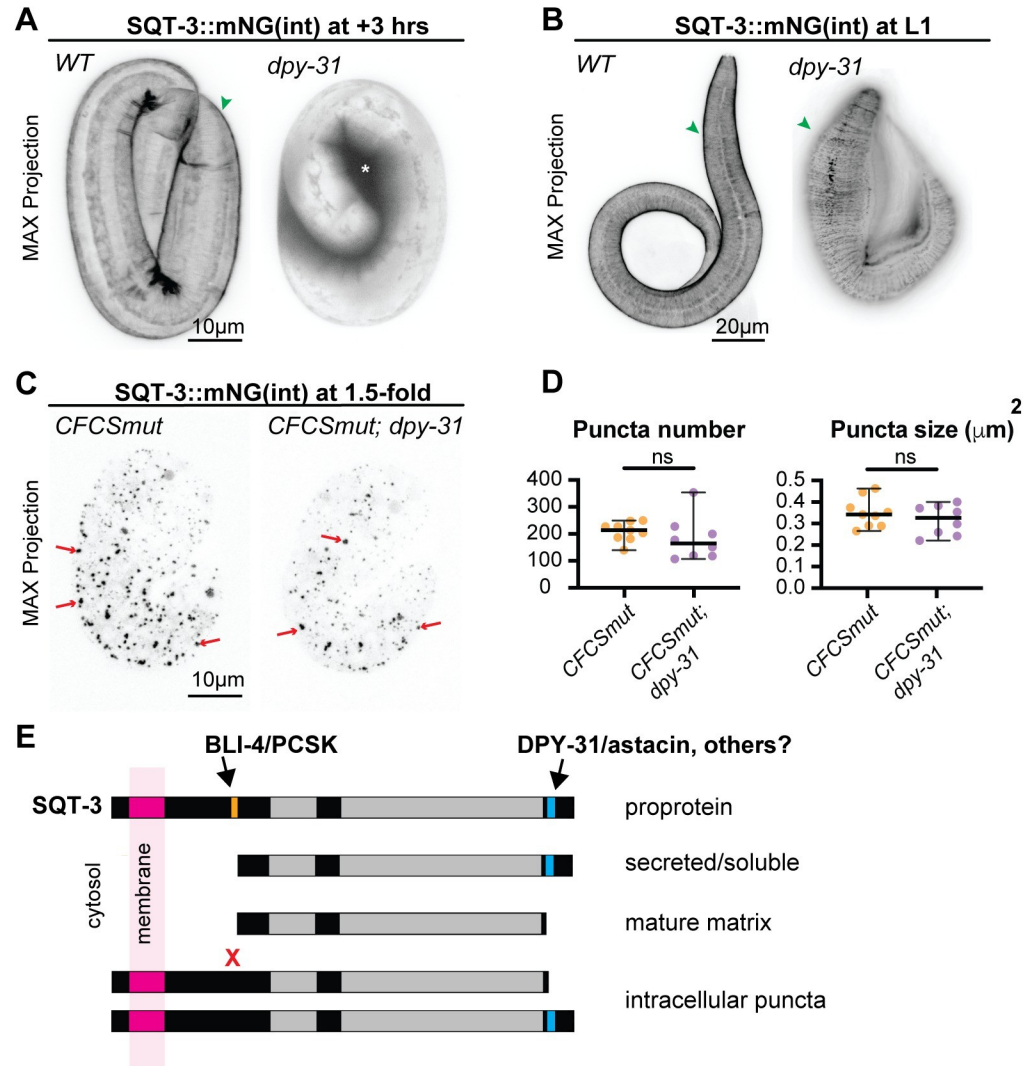 A
SQT-3::mNG(int) at +3 hrs
WT
dpy-31
MAX Projection
*
10µm
B
SQT-3::mNG(int) at L1
WT
dpy-31
MAX Projection
20µm
C
SQT-3::mNG(int) at 1.5-fold
CFCSmut
CFCSmut; dpy-31
MAX Projection
10µm
D
Puncta number
ns
400
300
200
100
0
CFCSmut
CFCSmut;
dpy-31
Puncta size (µm)²
ns
0.5
0.4
0.3
0.2
0.1
0.0
CFCSmut
CFCSmut;
dpy-31
E
BLI-4/PCSK
DPY-31/astacin, others?
SQT-3
proprotein
cytosol
membrane
secreted/soluble
mature matrix
X
intracellular puncta